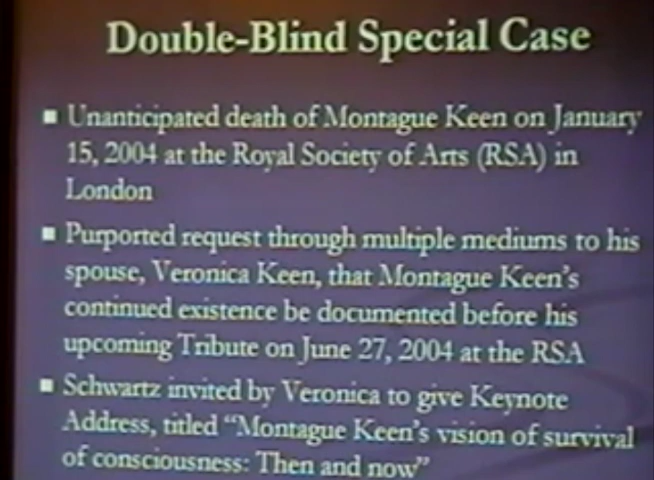 Double-Blind Special Case
▪ Unanticipated death of Montague Keen on January
15, 2004 at the Royal Society of Arts (RSA) in
London
▪ Purported request through multiple mediums to his
spouse, Veronica Keen, that Montague Keen's
continued existence be documented before his
upcoming Tribute on June 27, 2004 at the RSA
▪ Schwartz invited by Veronica to give Keynote
Address, titled "Montague Keen's vision of survival
of consciousness: Then and now"